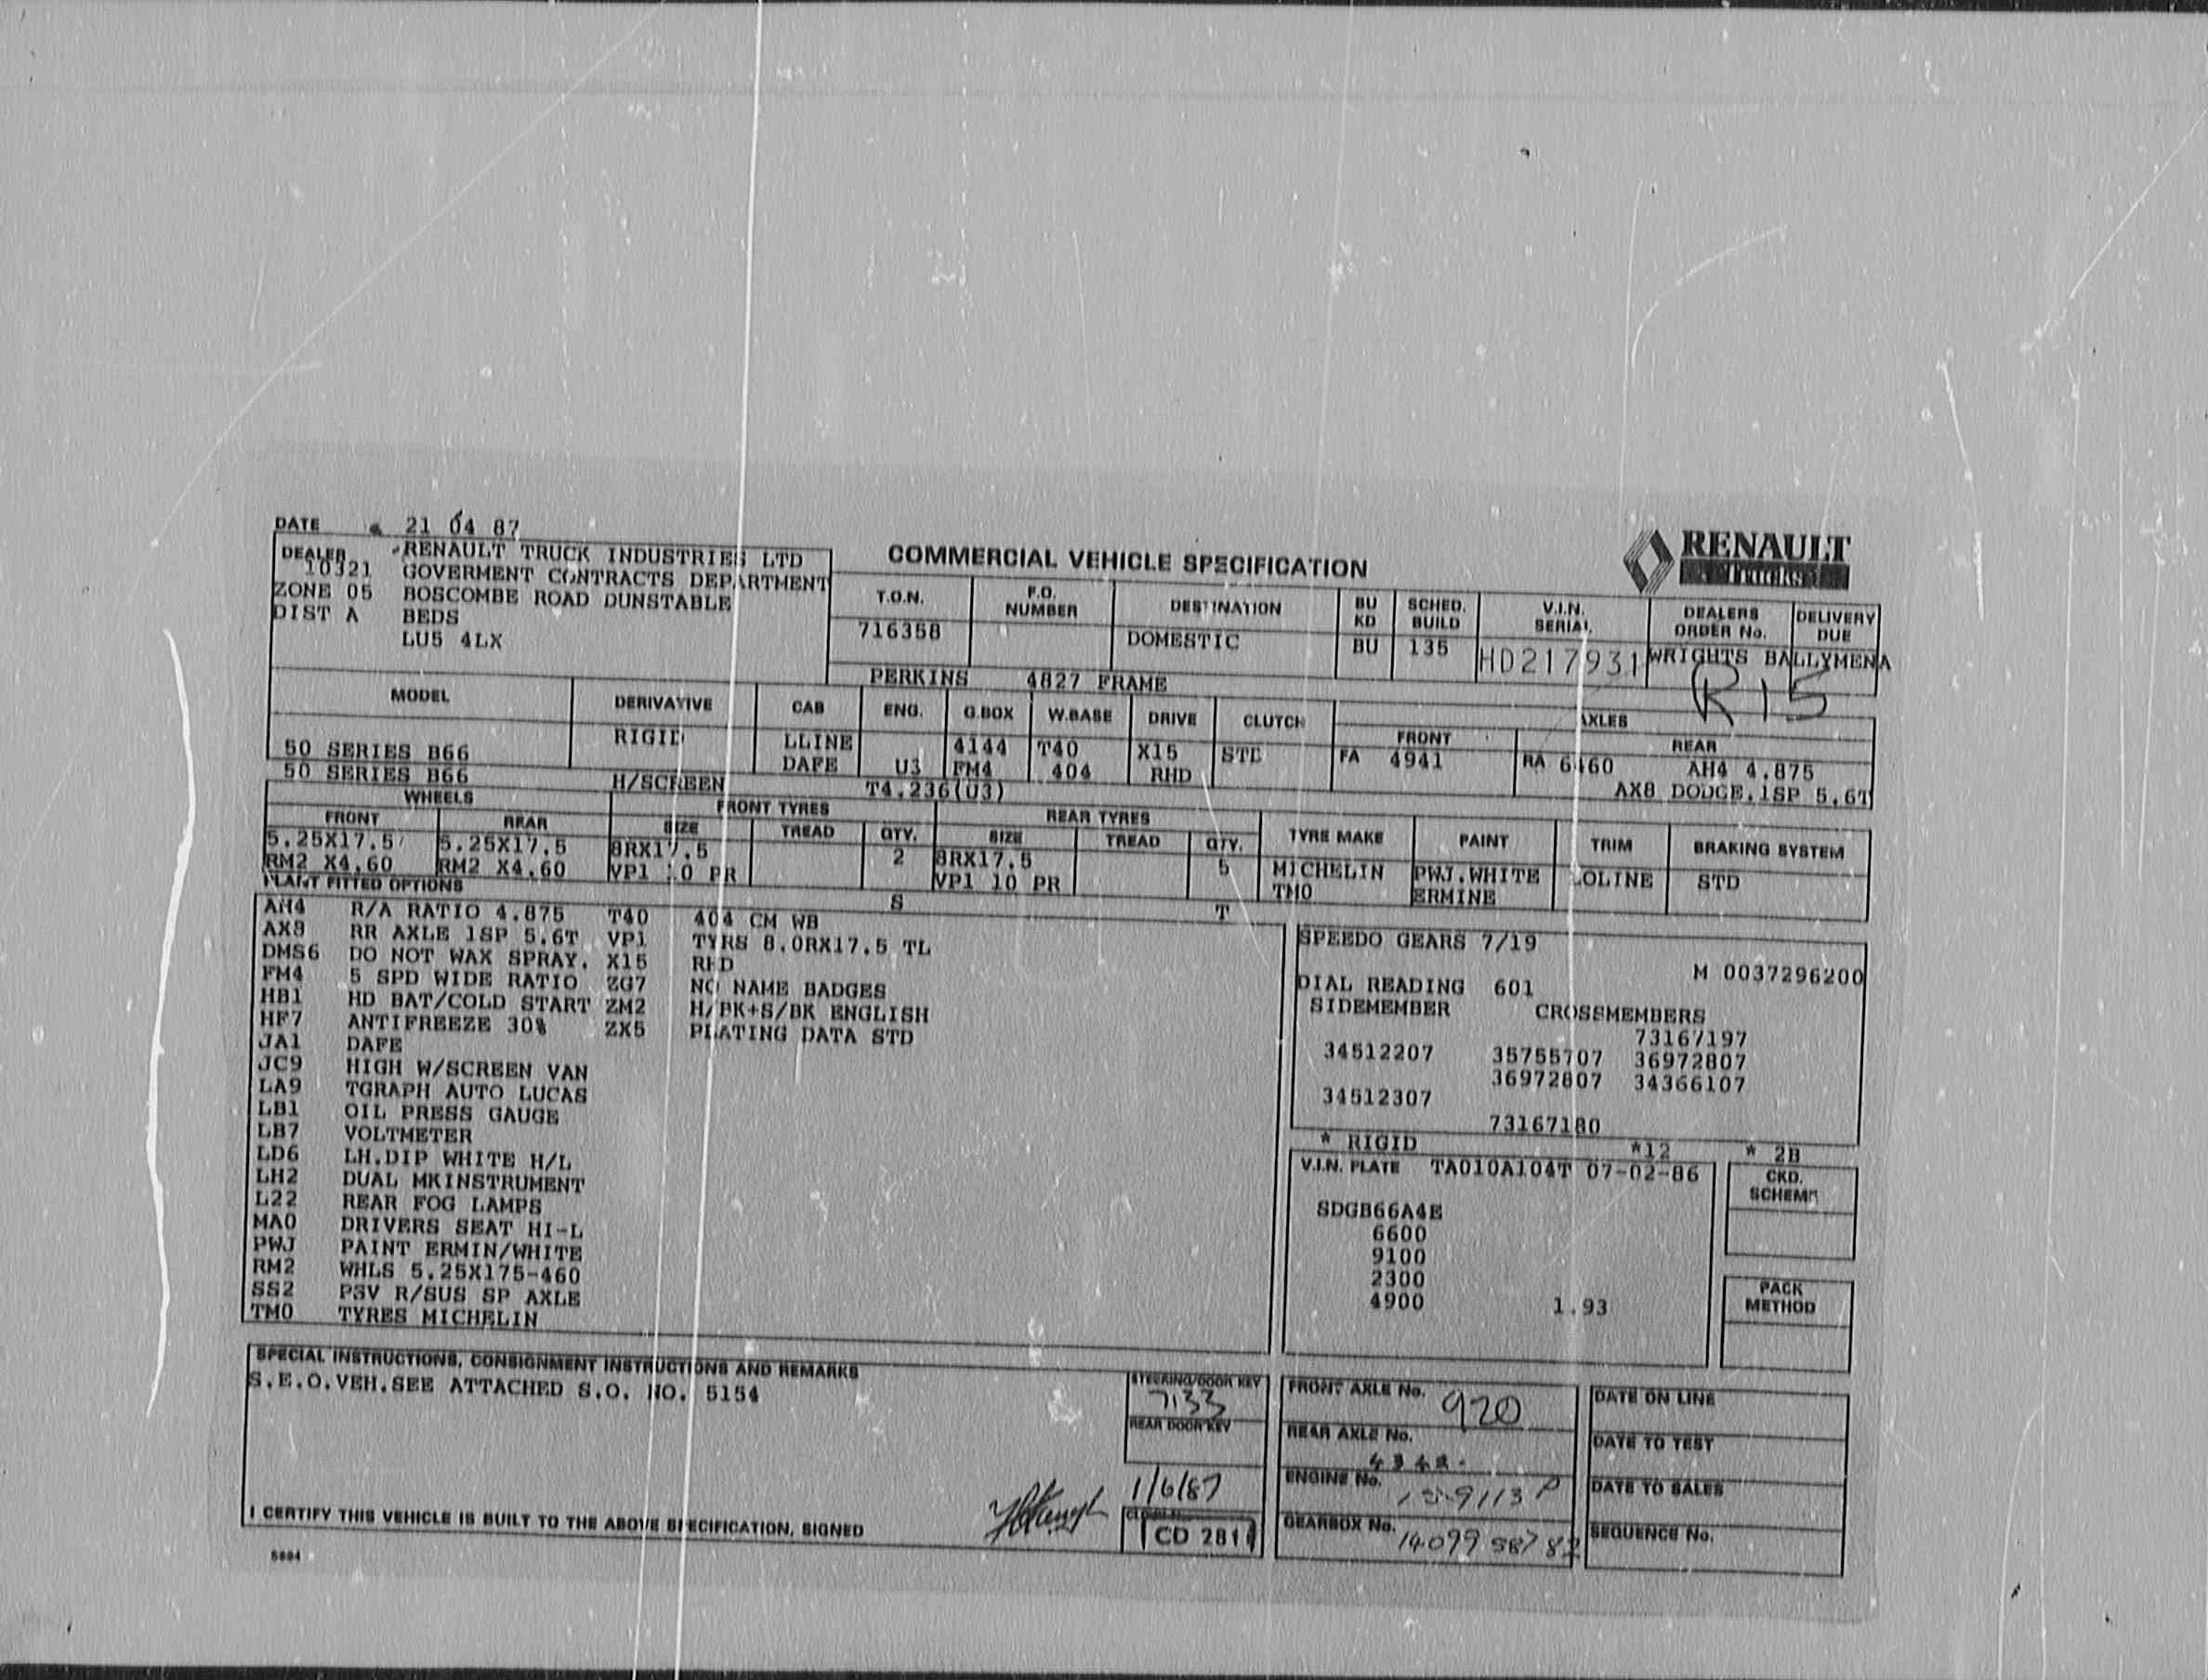 DATE 21 04 87
DEALER RENAULT TRUCK INDUSTRIES LTD
10321 GOVERMENT CONTRACTS DEPARTMENT
ZONE 05 BOSCOMBE ROAD DUNSTABLE
DIST A BEDS
LU5 4LX
COMMERCIAL VEHICLE SPECIFICATION
RENAULT
TRUCKS
T.O.N. F.O. NUMBER DESTINATION BU KD SCHED. BUILD V.I.N. SERIAL DEALERS ORDER No. DELIVERY DUE
716358 DOMESTIC BU 135 HD217931 WRIGHTS BALLYMENA
R15
PERKINS 4827 FRAME
MODEL DERIVATIVE CAB ENG. G.BOX W.BASE DRIVE CLUTCH AXLES
FRONT REAR
50 SERIES B66 RIGID LLINE 4144 T40 X15 STD FA 4941 RA 6460 AH4 4.875
50 SERIES B66 H/SCREEN DAFE U3 FM4 404 RHD AX8 DODGE.1SP 5.6T
T4.236(U3)
WHEELS FRONT TYRES REAR TYRES
FRONT REAR SIZE TREAD QTY. SIZE TREAD QTY. TYRE MAKE PAINT TRIM BRAKING SYSTEM
5.25X17.5 5.25X17.5 8RX17.5 2 8RX17.5 5 MICHELIN PWJ.WHITE LOLINE STD
RM2 X4.60 RM2 X4.60 VP1 10 PR VP1 10 PR TM0 ERMINE
PLANT FITTED OPTIONS S T
AH4 R/A RATIO 4.875 T40 404 CM WB
AX8 RR AXLE 1SP 5.6T VP1 TYRS 8.0RX17.5 TL
DMS6 DO NOT WAX SPRAY. X15 RHD
FM4 5 SPD WIDE RATIO ZG7 NO NAME BADGES
HB1 HD BAT/COLD START ZM2 H/BK+S/BK ENGLISH
HF7 ANTIFREEZE 30% ZX5 PLATING DATA STD
JA1 DAFE
JC9 HIGH W/SCREEN VAN
LA9 TGRAPH AUTO LUCAS
LB1 OIL PRESS GAUGE
LB7 VOLTMETER
LD6 LH.DIP WHITE H/L
LH2 DUAL MKINSTRUMENT
L22 REAR FOG LAMPS
MA0 DRIVERS SEAT HI-L
PWJ PAINT ERMIN/WHITE
RM2 WHLS 5.25X175-460
SS2 PSV R/SUS SP AXLE
TM0 TYRES MICHELIN
SPEEDO GEARS 7/19
M 0037296200
DIAL READING 601
SIDEMEMBER CROSSMEMBERS
73167197
34512207 35755707 36972807
36972807 34366107
34512307
73167180
* RIGID *12 * 2B
V.I.N. PLATE TA010A104T 07-02-86
SDGB66A4E
6600
9100
2300
4900 1.93
CKD. SCHEME
PACK METHOD
SPECIAL INSTRUCTIONS, CONSIGNMENT INSTRUCTIONS AND REMARKS
S.E.O.VEH.SEE ATTACHED S.O. NO. 5154
STEERING/DOOR KEY
7133
REAR DOOR KEY
1/6/87
CD 281
FRONT AXLE No. 920
REAR AXLE No.
ENGINE No.
GEARBOX No.
DATE ON LINE
DATE TO TEST
DATE TO SALES
SEQUENCE No.
I CERTIFY THIS VEHICLE IS BUILT TO THE ABOVE SPECIFICATION, SIGNED
5694